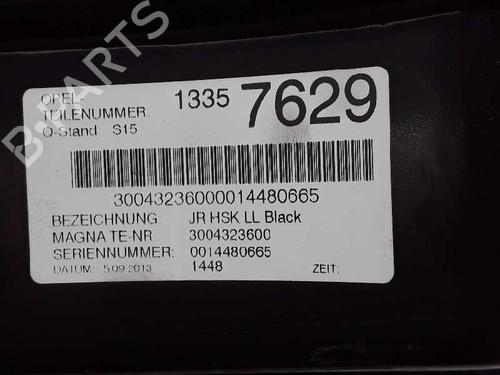 OPEL-
TEILENUMMER: 1335 7629
Q-Stand: S15
30043236000014480665
BEZEICHNUNG JR HSK LL Black
MAGNA TE-NR 3004323600
SERIENNUMMER: 0014480665
DATUM: 5.09.2013 1448 ZEIT:
B-PARTS